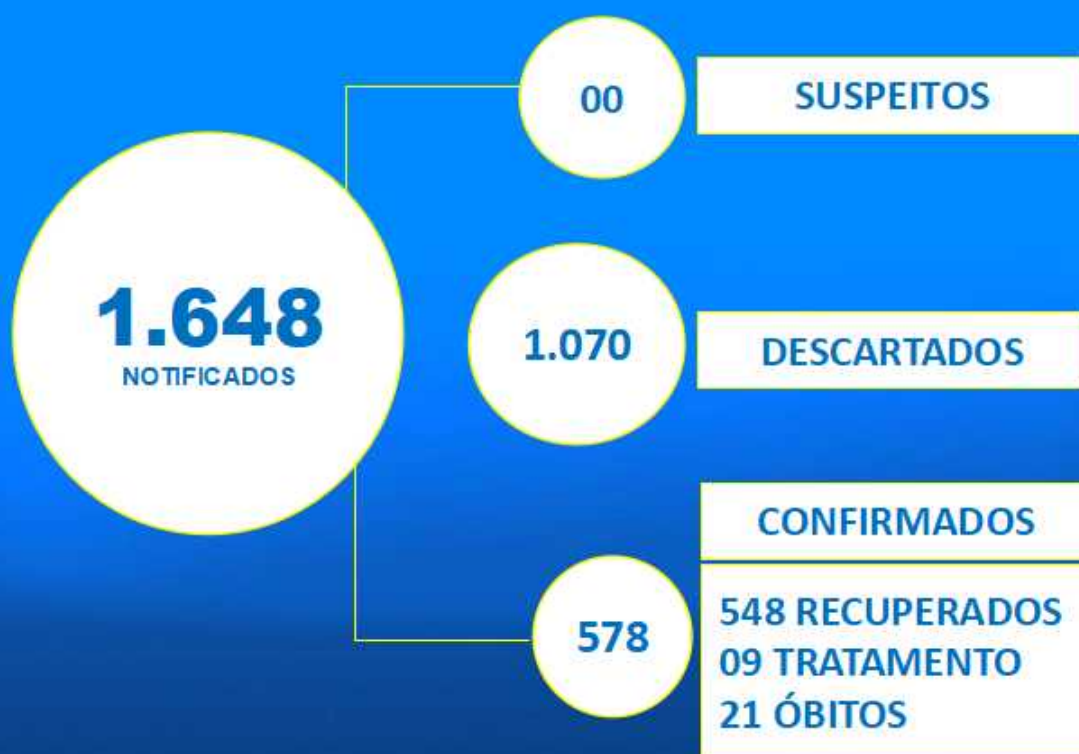 1.648
NOTIFICADOS
00
SUSPEITOS
1.070
DESCARTADOS
578
CONFIRMADOS
548 RECUPERADOS
09 TRATAMENTO
21 ÓBITOS